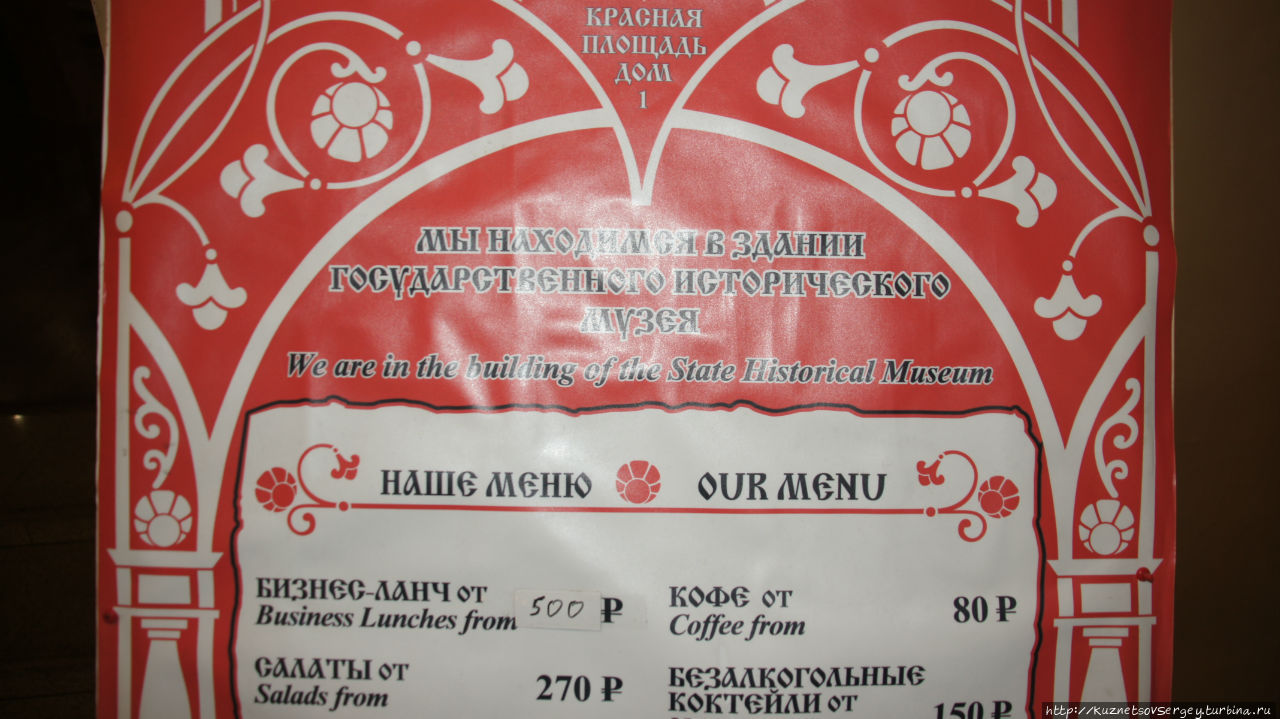 КРАСНАЯ
ПЛОЩАДЬ
ДОМ
1
МЫ НАХОДИМСЯ В ЗДАНИИ
ГОСУДАРСТВЕННОГО ИСТОРИЧЕСКОГО
МУЗЕЯ
We are in the building of the State Historical Museum
НАШЕ МЕНЮ OUR MENU
БИЗНЕС-ЛАНЧ от
Business Lunches from 500 ₽
САЛАТЫ от
Salads from 270 ₽
КОФЕ от
Coffee from 80 ₽
БЕЗАЛКОГОЛЬНЫЕ
КОКТЕЙЛИ от 150 ₽
http://kuznetsovsergey.turbina.ru